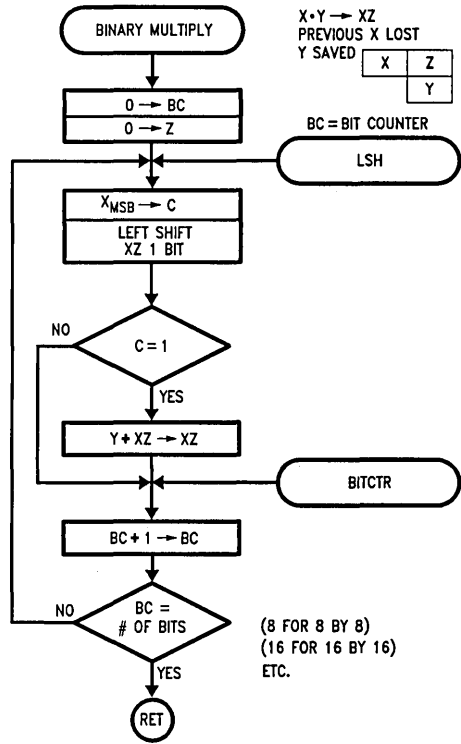 BINARY MULTIPLY
X•Y → XZ
PREVIOUS X LOST
Y SAVED
X Z
Y
0 → BC
0 → Z
BC = BIT COUNTER
LSH
XMSB → C
LEFT SHIFT
XZ 1 BIT
NO
C = 1
YES
Y + XZ → XZ
BITCTR
BC + 1 → BC
NO
BC =
# OF BITS
(8 FOR 8 BY 8)
(16 FOR 16 BY 16)
ETC.
YES
RET